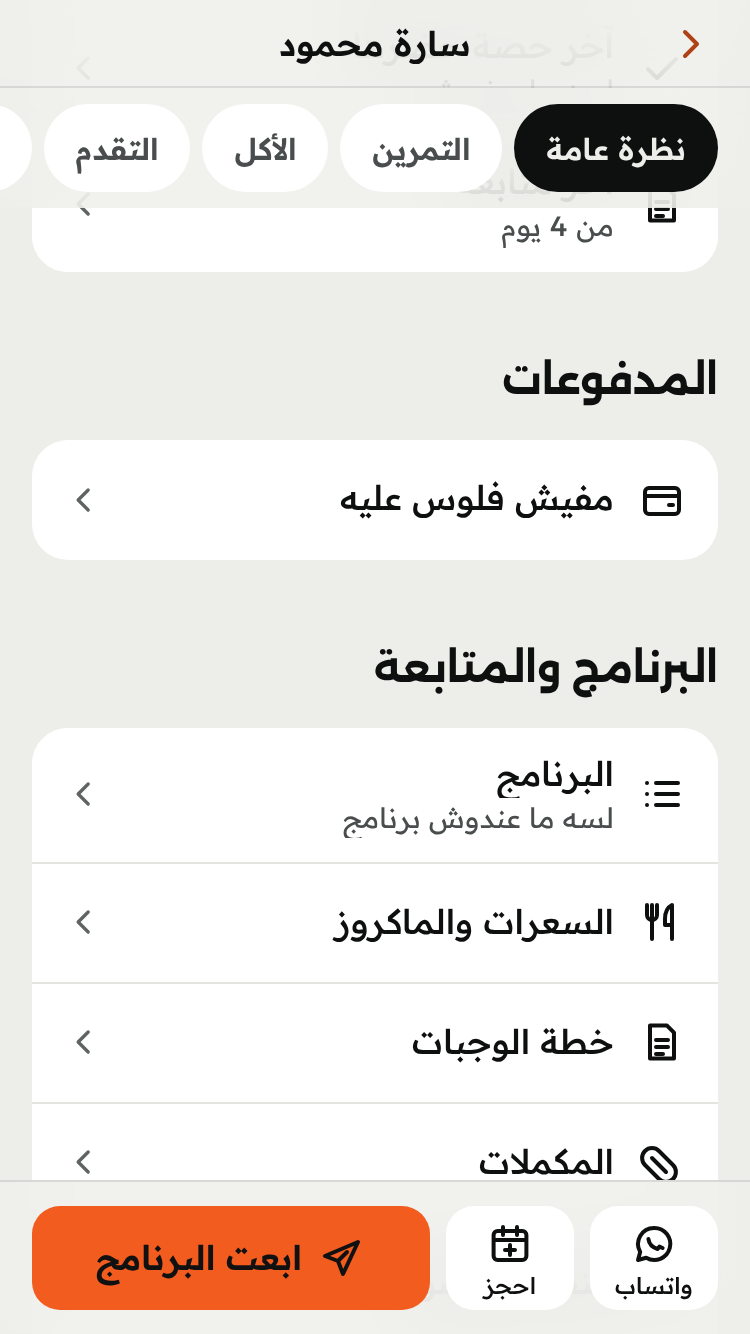 سارة محمود
نظرة عامة
التمرين
الأكل
التقدم
من 4 يوم
المدفوعات
مفيش فلوس عليه
البرنامج والمتابعة
البرنامج
لسه ما عندوش برنامج
السعرات والماكروز
خطة الوجبات
المكملات
واتساب
احجز
ابعت البرنامج